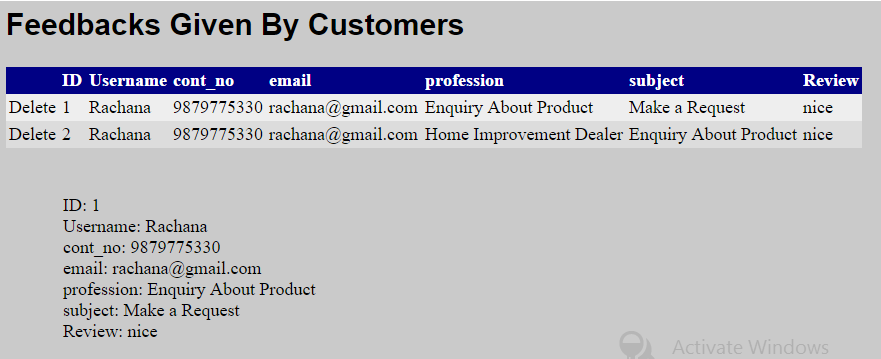 Feedbacks Given By Customers
ID Username cont_no email profession subject Review
Delete 1 Rachana 9879775330 rachana@gmail.com Enquiry About Product Make a Request nice
Delete 2 Rachana 9879775330 rachana@gmail.com Home Improvement Dealer Enquiry About Product nice
ID: 1
Username: Rachana
cont_no: 9879775330
email: rachana@gmail.com
profession: Enquiry About Product
subject: Make a Request
Review: nice
Activate Windows